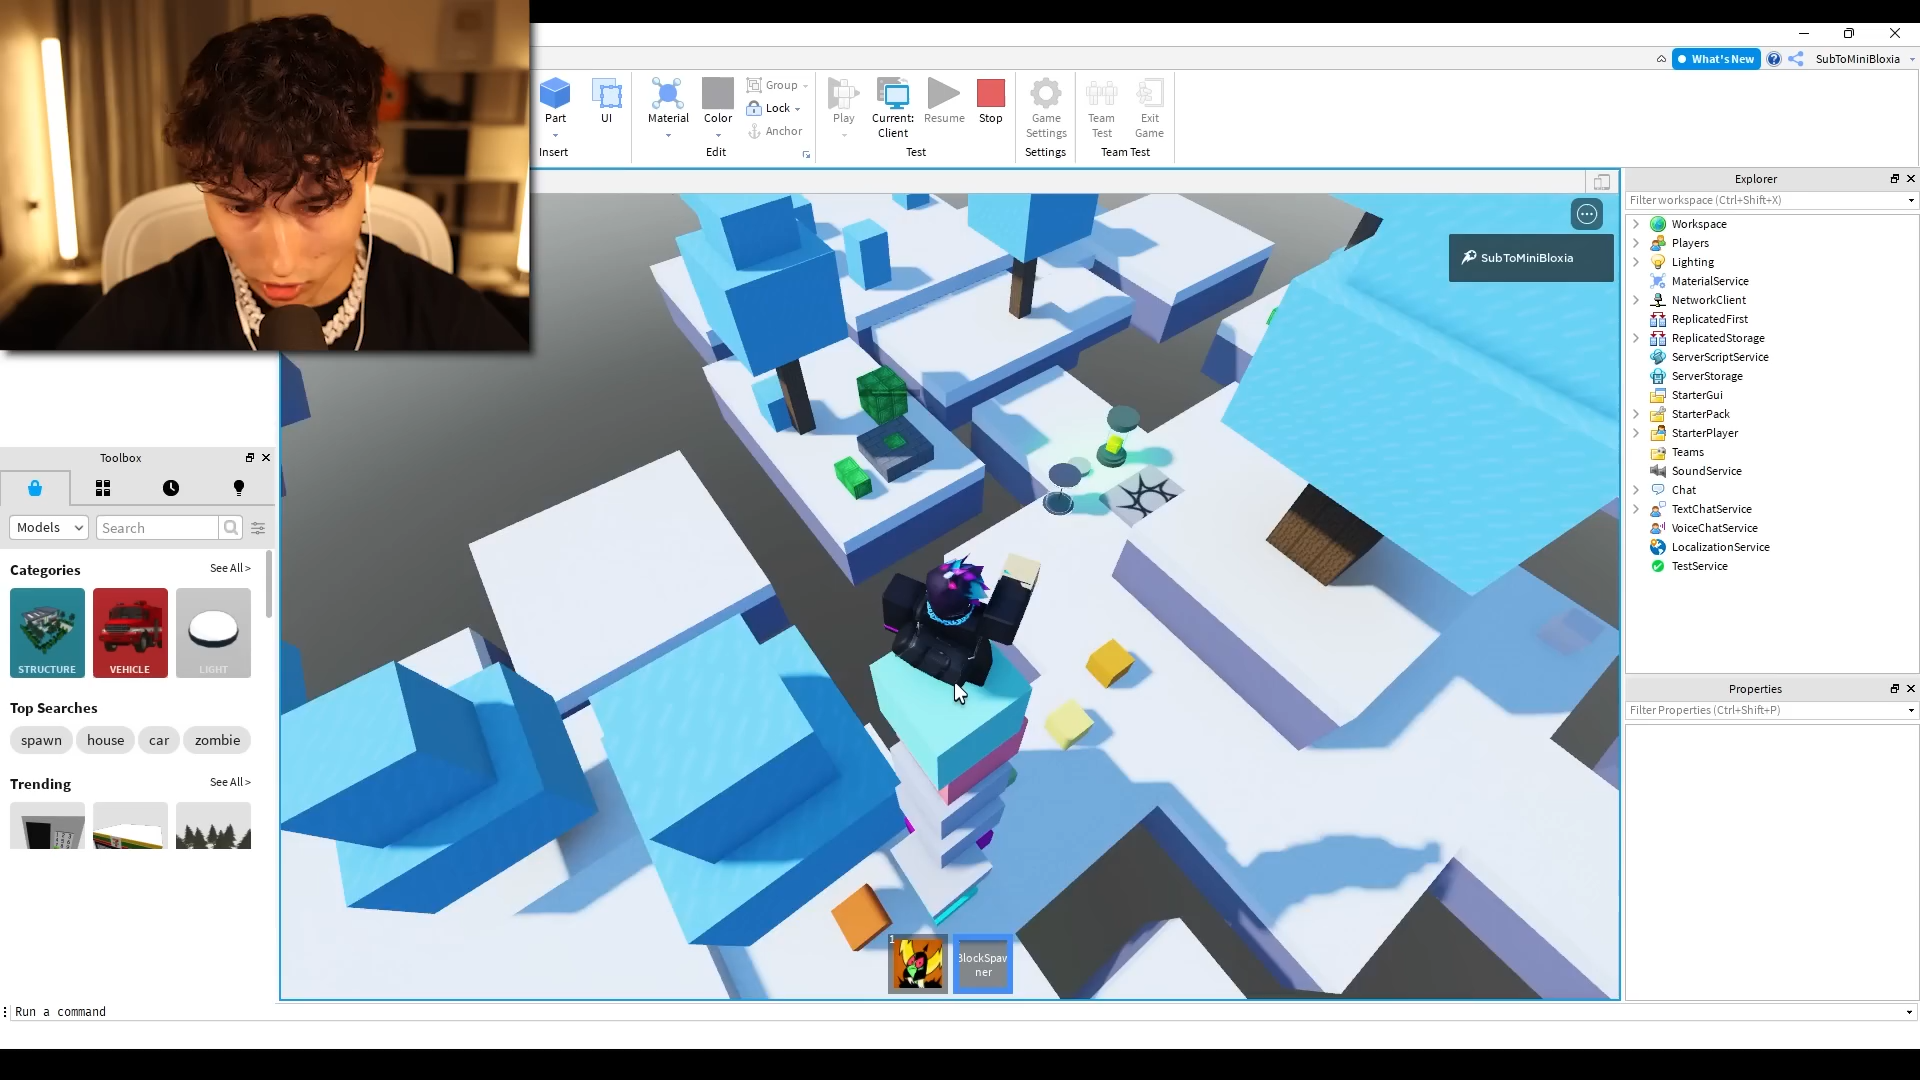 What's New
SubToMiniBloxia
Part
UI
Material
Color
Group
Lock
Anchor
Play
Current:
Client
Resume
Stop
Game
Settings
Team
Test
Exit
Game
Insert
Edit
Test
Settings
Team Test
Explorer
Filter workspace (Ctrl+Shift+X)
Workspace
Players
Lighting
MaterialService
NetworkClient
ReplicatedFirst
ReplicatedStorage
ServerScriptService
ServerStorage
StarterGui
StarterPack
StarterPlayer
Teams
SoundService
Chat
TextChatService
VoiceChatService
LocalizationService
TestService
SubToMiniBloxia
Toolbox
Models
Search
Categories
See All >
STRUCTURE
VEHICLE
LIGHT
Top Searches
spawn
house
car
zombie
Trending
See All >
Properties
Filter Properties (Ctrl+Shift+P)
1
BlockSpaw
ner
Run a command